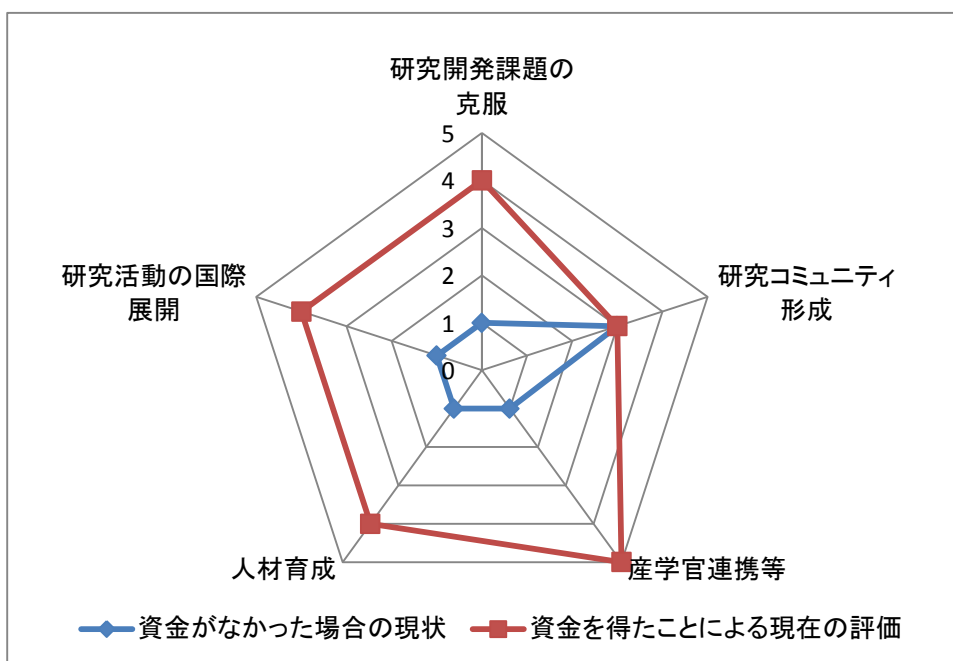 研究開発課題の
克服
5
4
3
2
1
0
研究コミュニティ
形成
産学官連携等
人材育成
研究活動の国際
展開
資金がなかった場合の現状
資金を得たことによる現在の評価